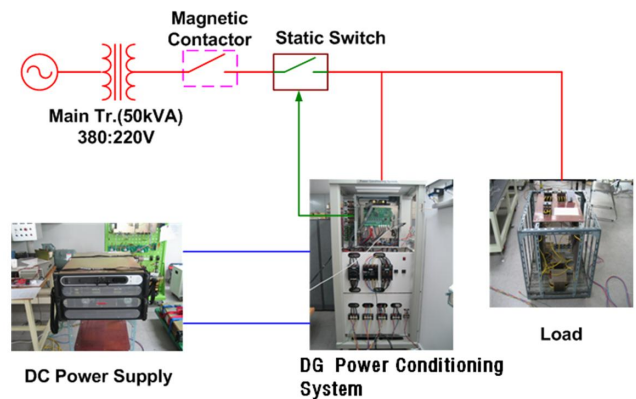 Magnetic
Contactor
Static Switch
Main Tr.(50kVA)
380:220V
DC Power Supply
DG Power Conditioning
System
Load